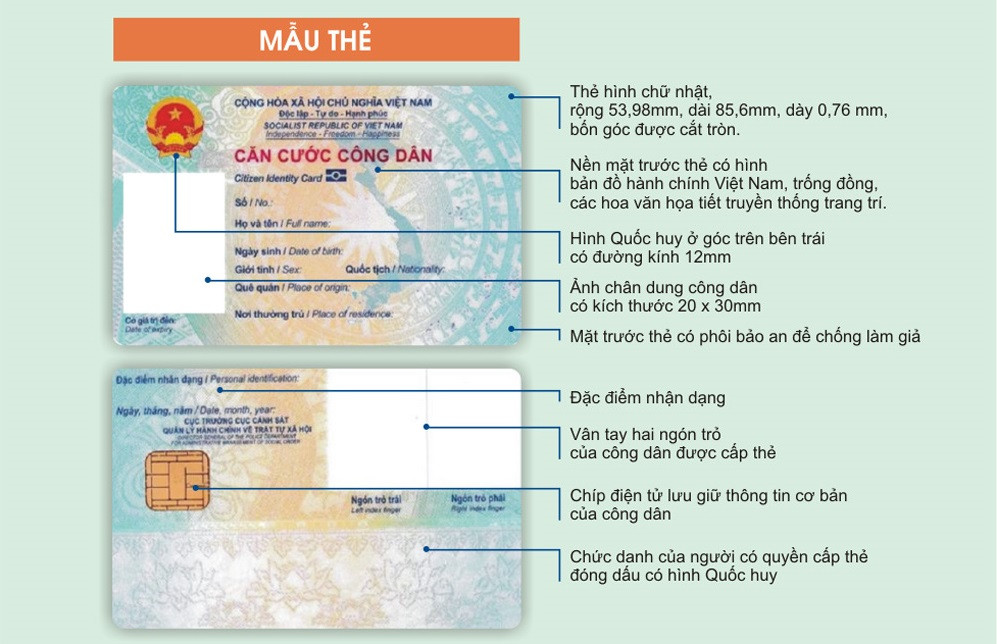 MẪU THẺ
CỘNG HÒA XÃ HỘI CHỦ NGHĨA VIỆT NAM
Độc lập - Tự do - Hạnh phúc
SOCIALIST REPUBLIC OF VIET NAM
Independence - Freedom - Happiness
CĂN CƯỚC CÔNG DÂN
Citizen Identity Card
Số / No.:
Họ và tên / Full name:
Ngày sinh / Date of birth:
Giới tính / Sex: Quốc tịch / Nationality:
Quê quán / Place of origin:
Nơi thường trú / Place of residence:
Có giá trị đến:
Date of expiry
Thẻ hình chữ nhật,
rộng 53,98mm, dài 85,6mm, dày 0,76 mm,
bốn góc được cắt tròn.
Nền mặt trước thẻ có hình
bản đồ hành chính Việt Nam, trống đồng,
các hoa văn họa tiết truyền thống trang trí.
Hình Quốc huy ở góc trên bên trái
có đường kính 12mm
Ảnh chân dung công dân
có kích thước 20 x 30mm
Mặt trước thẻ có phôi bảo an để chống làm giả
Đặc điểm nhân dạng / Personal identification:
Ngày, tháng, năm / Date, month, year:
CỤC TRƯỞNG CỤC CẢNH SÁT
QUẢN LÝ HÀNH CHÍNH VỀ TRẬT TỰ XÃ HỘI
DIRECTOR GENERAL OF THE POLICE DEPARTMENT
FOR ADMINISTRATIVE MANAGEMENT OF SOCIAL ORDER
Ngón trỏ trái
Left index finger
Ngón trỏ phải
Right index finger
Đặc điểm nhận dạng
Vân tay hai ngón trỏ
của công dân được cấp thẻ
Chíp điện tử lưu giữ thông tin cơ bản
của công dân
Chức danh của người có quyền cấp thẻ
đóng dấu có hình Quốc huy